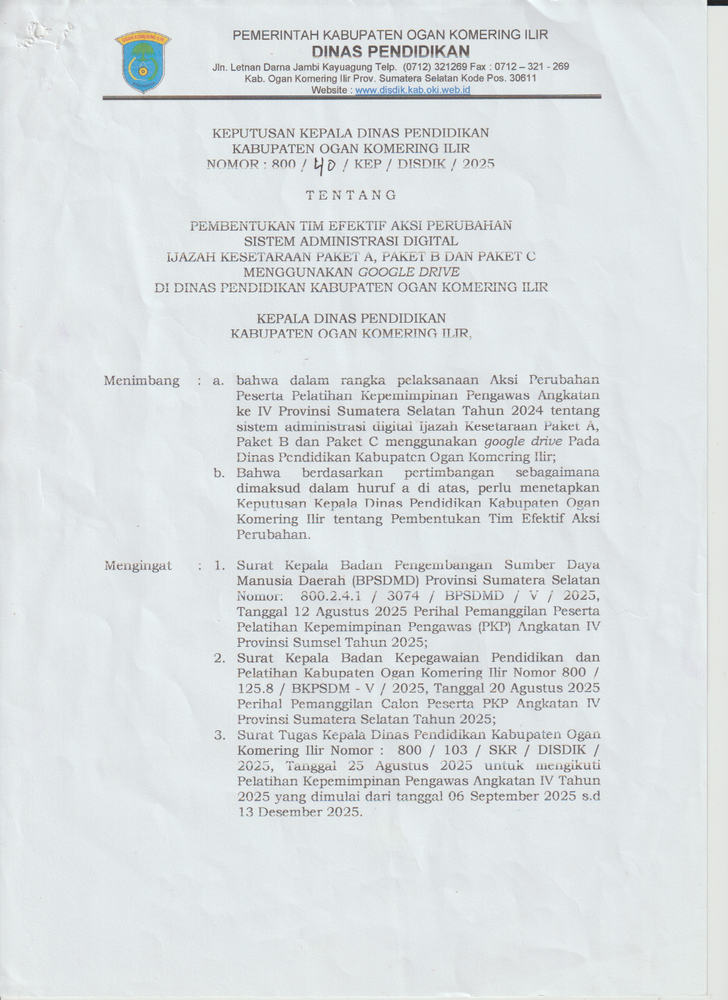 OGAN KOMERING ILIR
PEMERINTAH KABUPATEN OGAN KOMERING ILIR
DINAS PENDIDIKAN
Jln. Letnan Darna Jambi Kayuagung Telp. (0712) 321269 Fax : 0712 – 321 - 269
Kab. Ogan Komering Ilir Prov. Sumatera Selatan Kode Pos. 30611
Website : www.disdik.kab.oki.web.id
KEPUTUSAN KEPALA DINAS PENDIDIKAN
KABUPATEN OGAN KOMERING ILIR
NOMOR : 800 / 40 / KEP / DISDIK / 2025
T E N T A N G
PEMBENTUKAN TIM EFEKTIF AKSI PERUBAHAN
SISTEM ADMINISTRASI DIGITAL
IJAZAH KESETARAAN PAKET A, PAKET B DAN PAKET C
MENGGUNAKAN GOOGLE DRIVE
DI DINAS PENDIDIKAN KABUPATEN OGAN KOMERING ILIR
KEPALA DINAS PENDIDIKAN
KABUPATEN OGAN KOMERING ILIR,
Menimbang : a. bahwa dalam rangka pelaksanaan Aksi Perubahan
Peserta Pelatihan Kepemimpinan Pengawas Angkatan
ke IV Provinsi Sumatera Selatan Tahun 2024 tentang
sistem administrasi digital Ijazah Kesetaraan Paket A,
Paket B dan Paket C menggunakan google drive Pada
Dinas Pendidikan Kabupaten Ogan Komering Ilir;
b. Bahwa berdasarkan pertimbangan sebagaimana
dimaksud dalam huruf a di atas, perlu menetapkan
Keputusan Kepala Dinas Pendidikan Kabupaten Ogan
Komering Ilir tentang Pembentukan Tim Efektif Aksi
Perubahan.
Mengingat : 1. Surat Kepala Badan Pengembangan Sumber Daya
Manusia Daerah (BPSDMD) Provinsi Sumatera Selatan
Nomor: 800.2.4.1 / 3074 / BPSDMD / V / 2025,
Tanggal 12 Agustus 2025 Perihal Pemanggilan Peserta
Pelatihan Kepemimpinan Pengawas (PKP) Angkatan IV
Provinsi Sumsel Tahun 2025;
2. Surat Kepala Badan Kepegawaian Pendidikan dan
Pelatihan Kabupaten Ogan Komering Ilir Nomor 800 /
125.8 / BKPSDM - V / 2025, Tanggal 20 Agustus 2025
Perihal Pemanggilan Calon Peserta PKP Angkatan IV
Provinsi Sumatera Selatan Tahun 2025;
3. Surat Tugas Kepala Dinas Pendidikan Kabupaten Ogan
Komering Ilir Nomor : 800 / 103 / SKR / DISDIK /
2025, Tanggal 25 Agustus 2025 untuk mengikuti
Pelatihan Kepemimpinan Pengawas Angkatan IV Tahun
2025 yang dimulai dari tanggal 06 September 2025 s.d
13 Desember 2025.